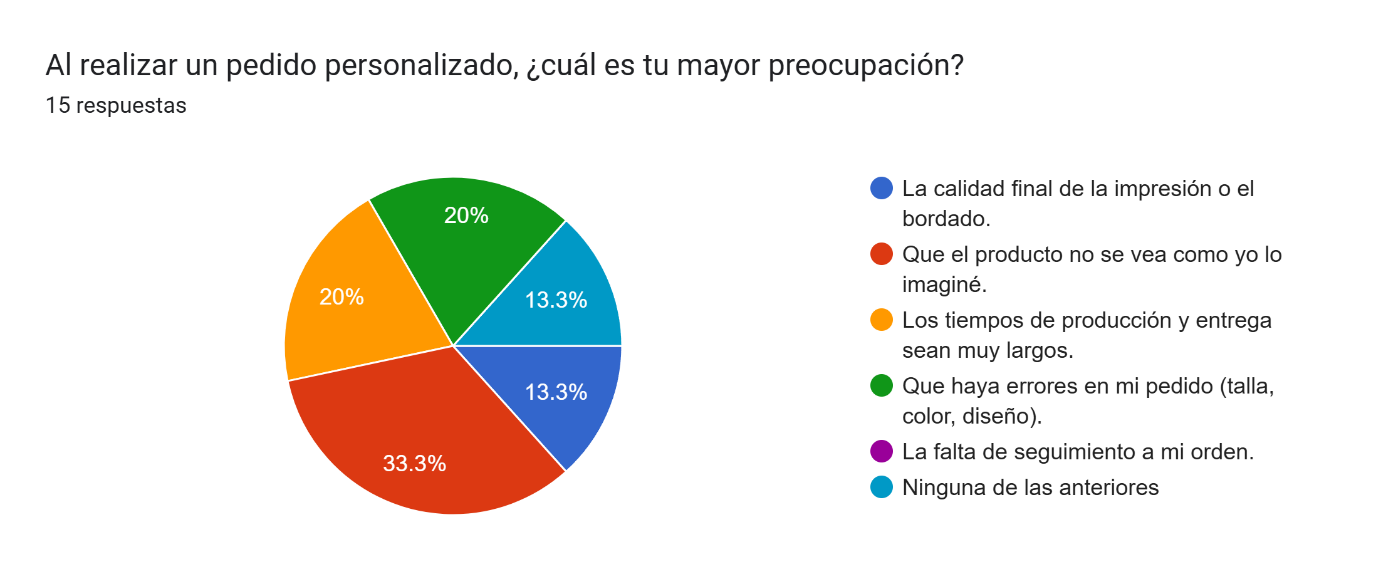 Al realizar un pedido personalizado, ¿cuál es tu mayor preocupación?
15 respuestas
20%
13.3%
20%
13.3%
33.3%
La calidad final de la impresión o el
bordado.
Que el producto no se vea como yo lo
imaginé.
Los tiempos de producción y entrega
sean muy largos.
Que haya errores en mi pedido (talla,
color, diseño).
La falta de seguimiento a mi orden.
Ninguna de las anteriores